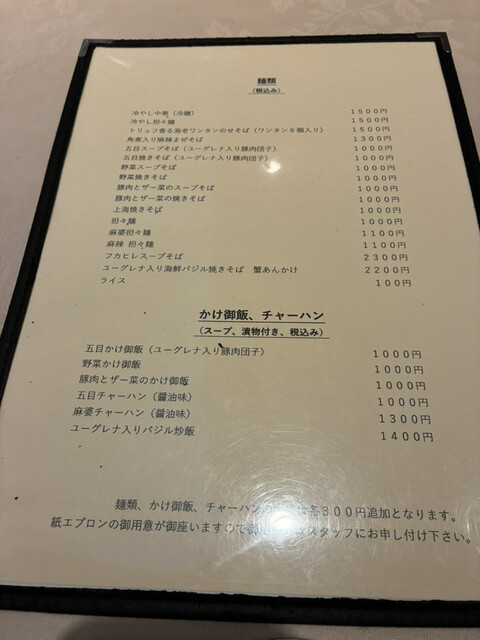 麺類
（税込み）
冷やし中華（冷麺） 1500円
冷やし担々麺 1500円
トリュフ香る海老ワンタンのせそば（ワンタン6個入り） 1500円
角煮入り麻辣まぜそば 1300円
五目スープそば（ユーグレナ入り豚肉団子） 1000円
五目焼きそば（ユーグレナ入り豚肉団子） 1000円
野菜スープそば 1000円
野菜焼きそば 1000円
豚肉とザー菜のスープそば 1000円
豚肉とザー菜の焼きそば 1000円
上海焼きそば 1000円
担々麺 1000円
麻婆担々麺 1100円
麻辣 担々麺 1100円
フカヒレスープそば 2300円
ユーグレナ入り海鮮バジル焼きそば 蟹あんかけ 2200円
ライス 100円
かけ御飯、チャーハン
（スープ、漬物付き、税込み）
五目かけ御飯（ユーグレナ入り豚肉団子） 1000円
野菜かけ御飯 1000円
豚肉とザー菜のかけ御飯 1000円
五目チャーハン（醤油味） 1000円
麻婆チャーハン（醤油味） 1300円
ユーグレナ入りバジル炒飯 1400円
麺類、かけ御飯、チャーハンの 各300円追加となります。
紙エプロンの御用意が御座いますので御 スタッフにお申し付け下さい。